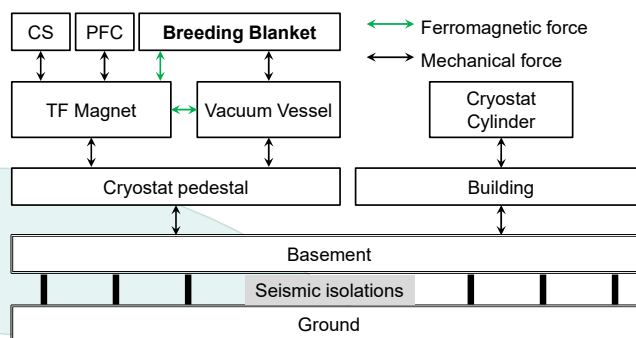 CS
PFC
Breeding Blanket
Ferromagnetic force
Mechanical force
TF Magnet
Vacuum Vessel
Cryostat
Cylinder
Cryostat pedestal
Building
Basement
Seismic isolations
Ground